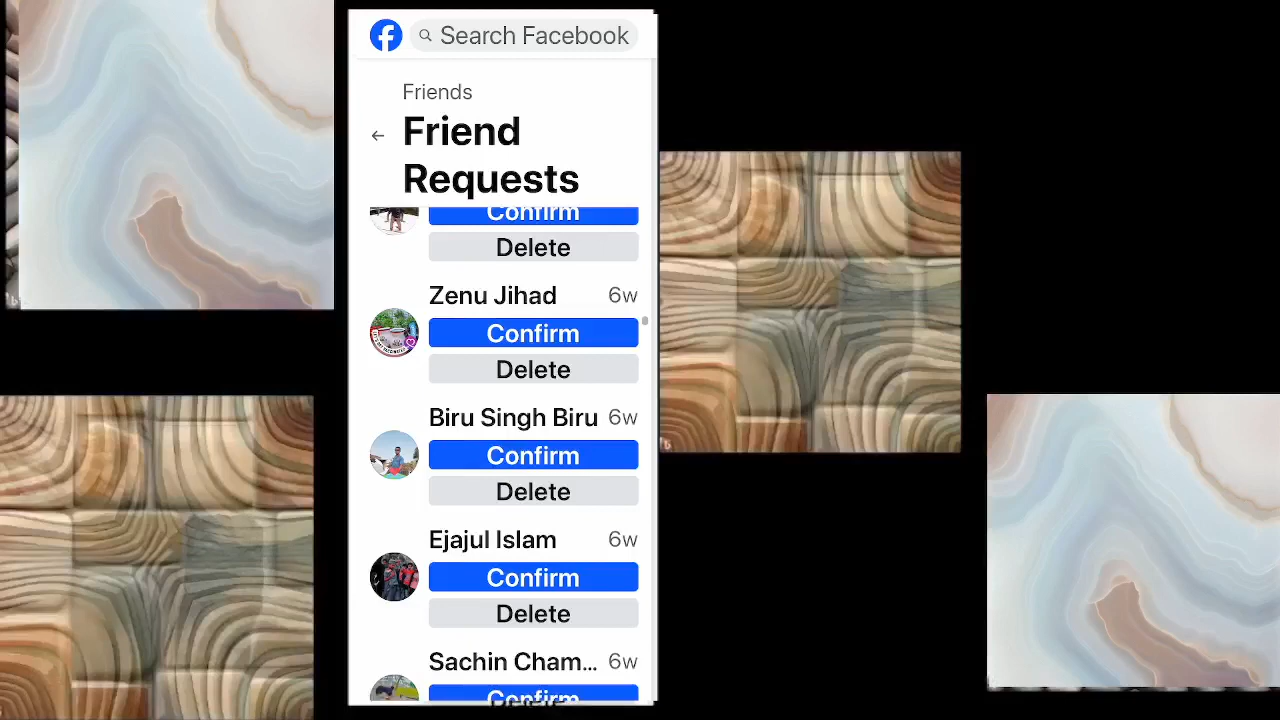 Search Facebook
Friends
Friend
Requests
Confirm
Delete
Zenu Jihad 6w
Confirm
Delete
Biru Singh Biru 6w
Confirm
Delete
Ejajul Islam 6w
Confirm
Delete
Sachin Cham... 6w
Confirm
Delete